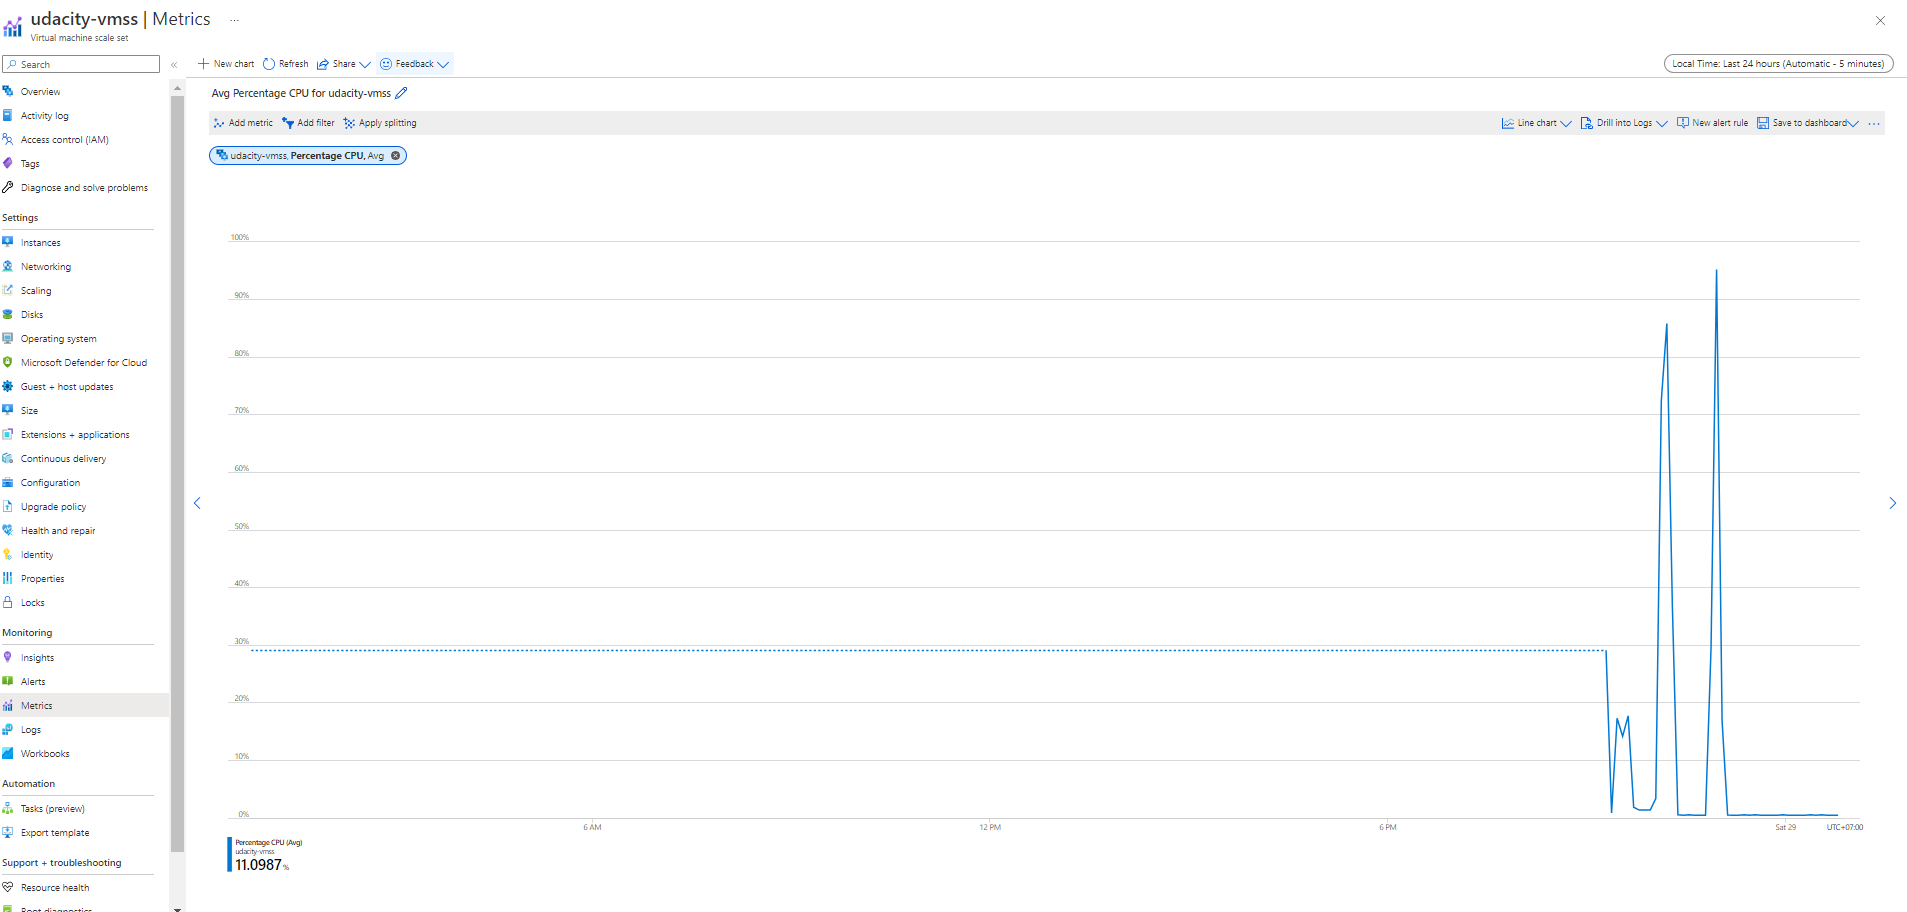 udacity-vmss | Metrics ...
Virtual machine scale set
Search
«
New chart Refresh Share Feedback
Local Time: Last 24 hours (Automatic - 5 minutes)
Overview
Activity log
Access control (IAM)
Tags
Diagnose and solve problems
Settings
Instances
Networking
Scaling
Disks
Operating system
Microsoft Defender for Cloud
Guest + host updates
Size
Extensions + applications
Continuous delivery
Configuration
Upgrade policy
Health and repair
Identity
Properties
Locks
Monitoring
Insights
Alerts
Metrics
Logs
Workbooks
Automation
Tasks (preview)
Export template
Support + troubleshooting
Resource health
Boot diagnostics
Avg Percentage CPU for udacity-vmss
Add metric Add filter Apply splitting
Line chart Drill into Logs New alert rule Save to dashboard ...
udacity-vmss, Percentage CPU, Avg
100%
90%
80%
70%
60%
50%
40%
30%
20%
10%
0%
6 AM 12 PM 6 PM Sat 29 UTC+07:00
Percentage CPU (Avg)
udacity-vmss
11.0987 %